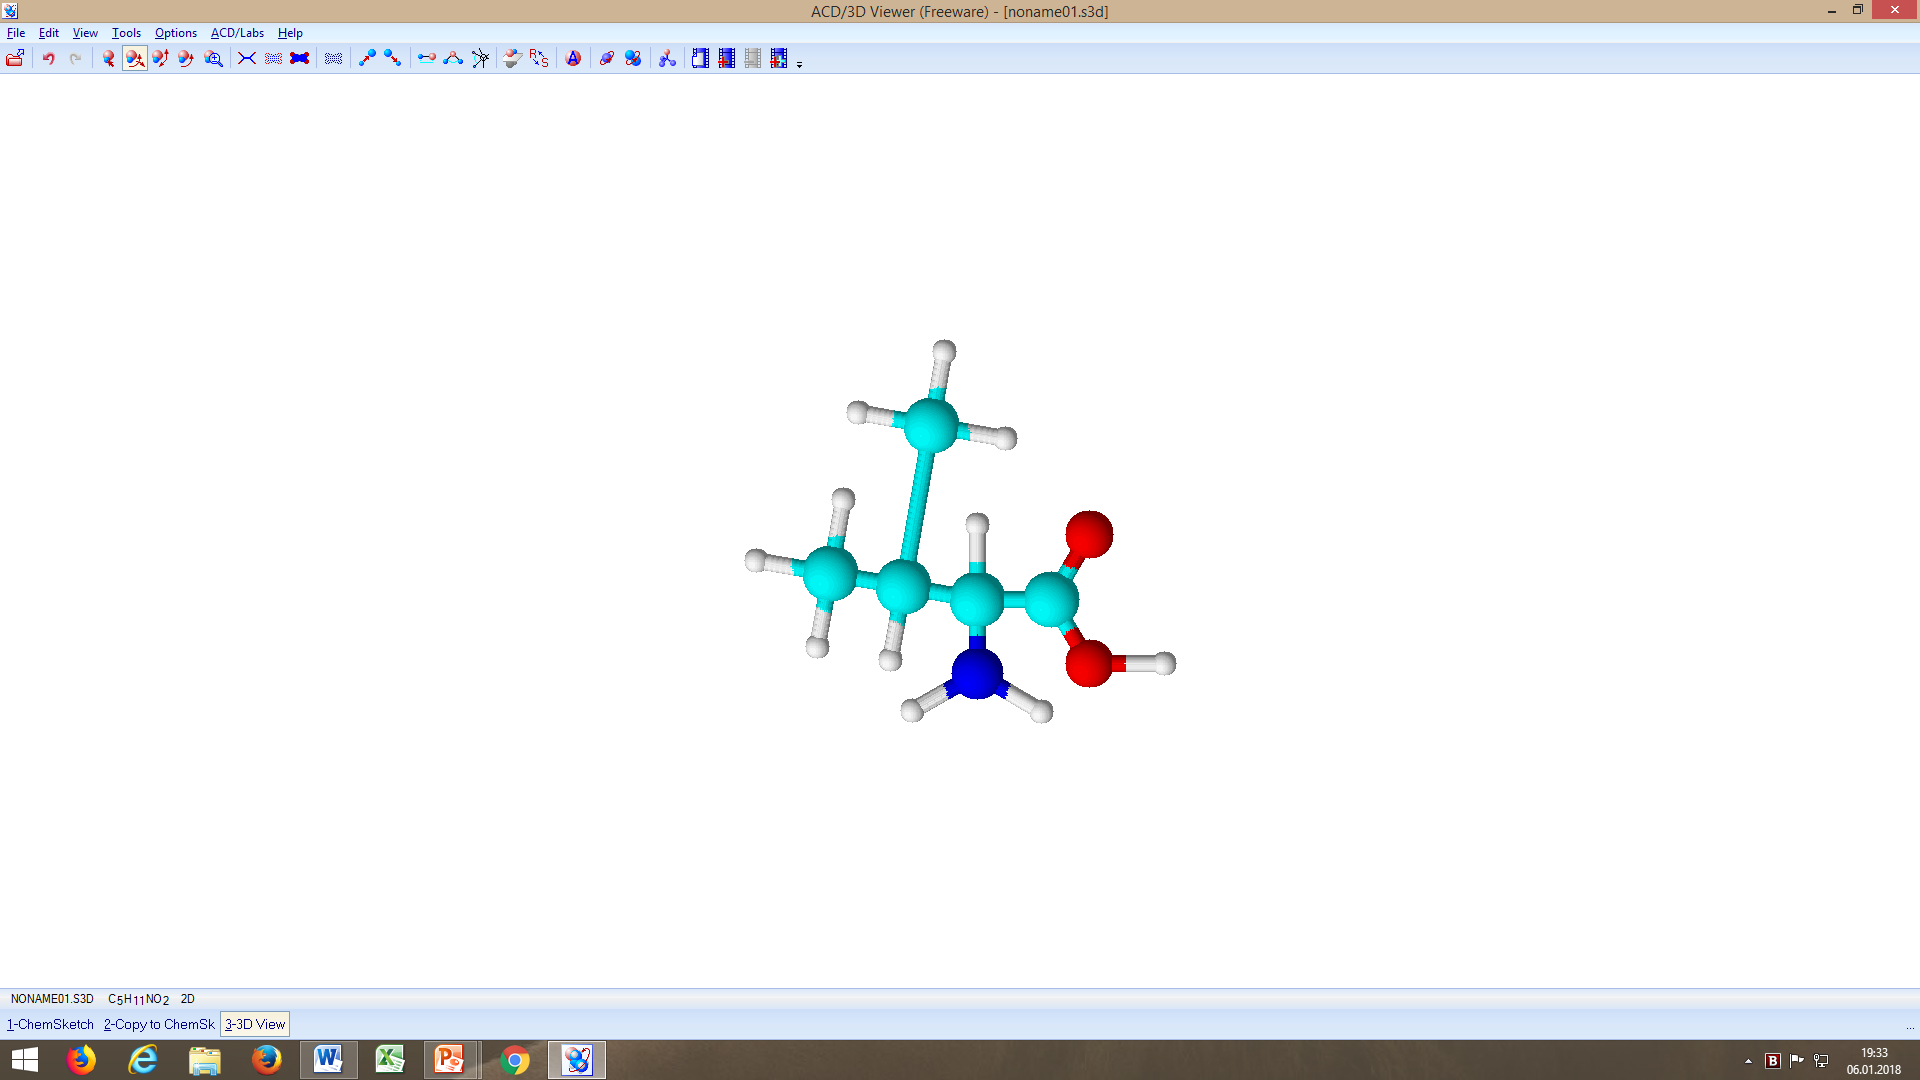 ACD/3D Viewer (Freeware) - [noname01.s3d]
File Edit View Tools Options ACD/Labs Help
NONAME01.S3D C5H11NO2 2D
1-ChemSketch 2-Copy to ChemSk 3-3D View
19:33
06.01.2018